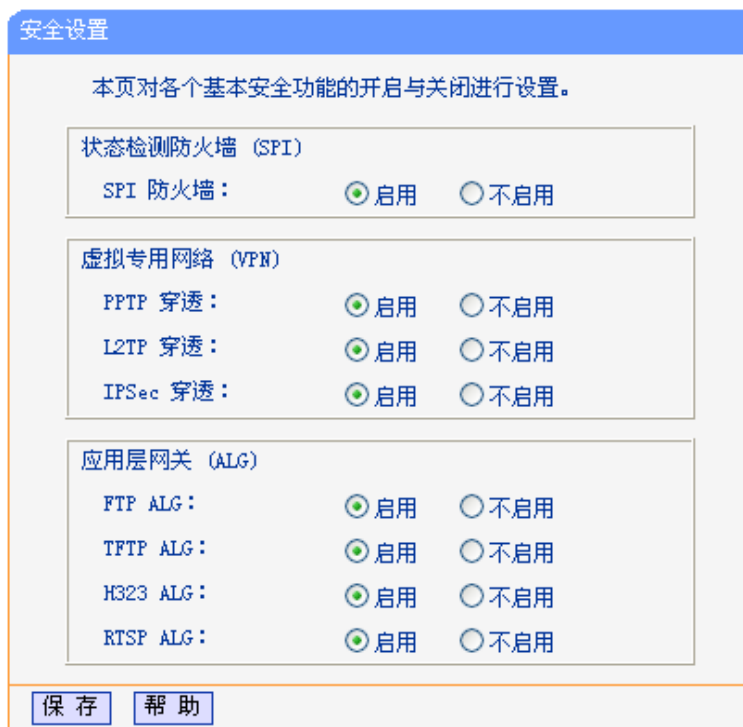 安全设置
本页对各个基本安全功能的开启与关闭进行设置。
状态检测防火墙 (SPI)
SPI 防火墙： 启用 不启用
虚拟专用网络 (VPN)
PPTP 穿透： 启用 不启用
L2TP 穿透： 启用 不启用
IPSec 穿透： 启用 不启用
应用层网关 (ALG)
FTP ALG： 启用 不启用
TFTP ALG： 启用 不启用
H323 ALG： 启用 不启用
RTSP ALG： 启用 不启用
保 存 帮 助